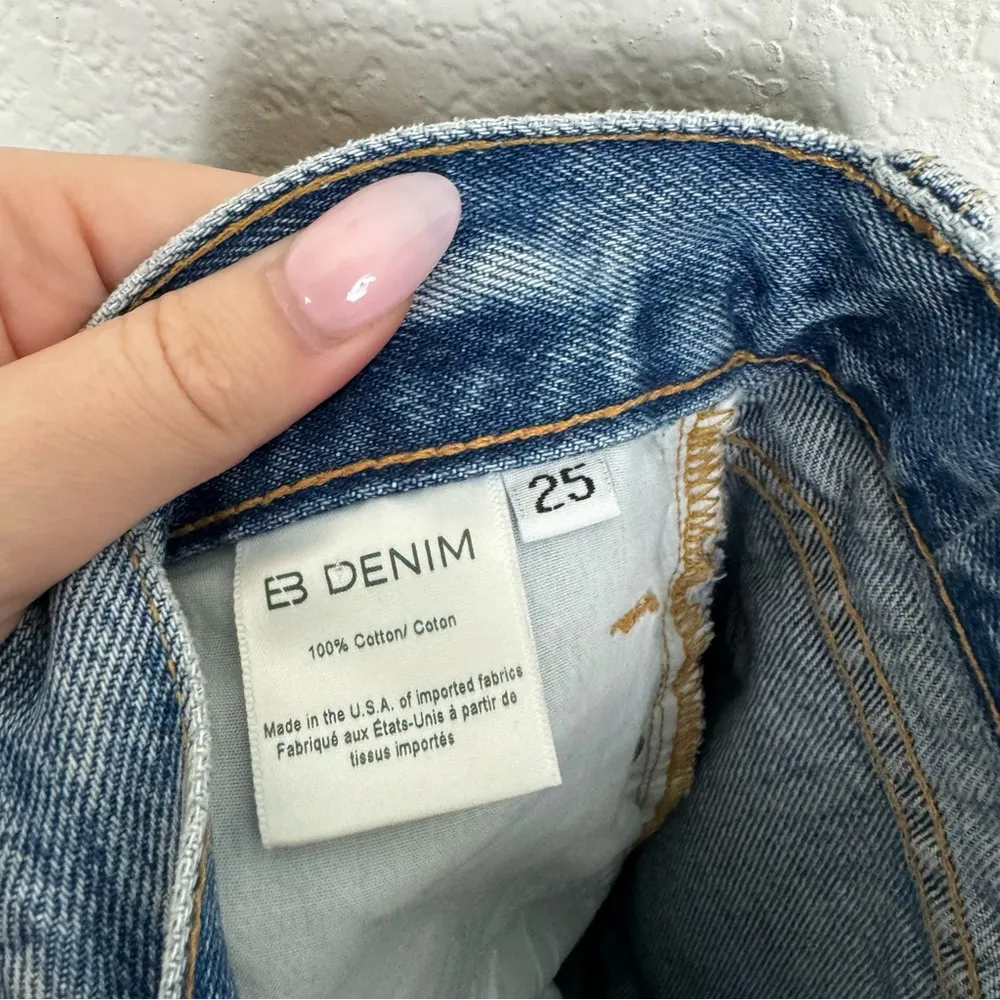 25
EB DENIM
100% Cotton/ Coton
Made in the U.S.A. of imported fabrics
Fabriqué aux États-Unis à partir de
tissus importés